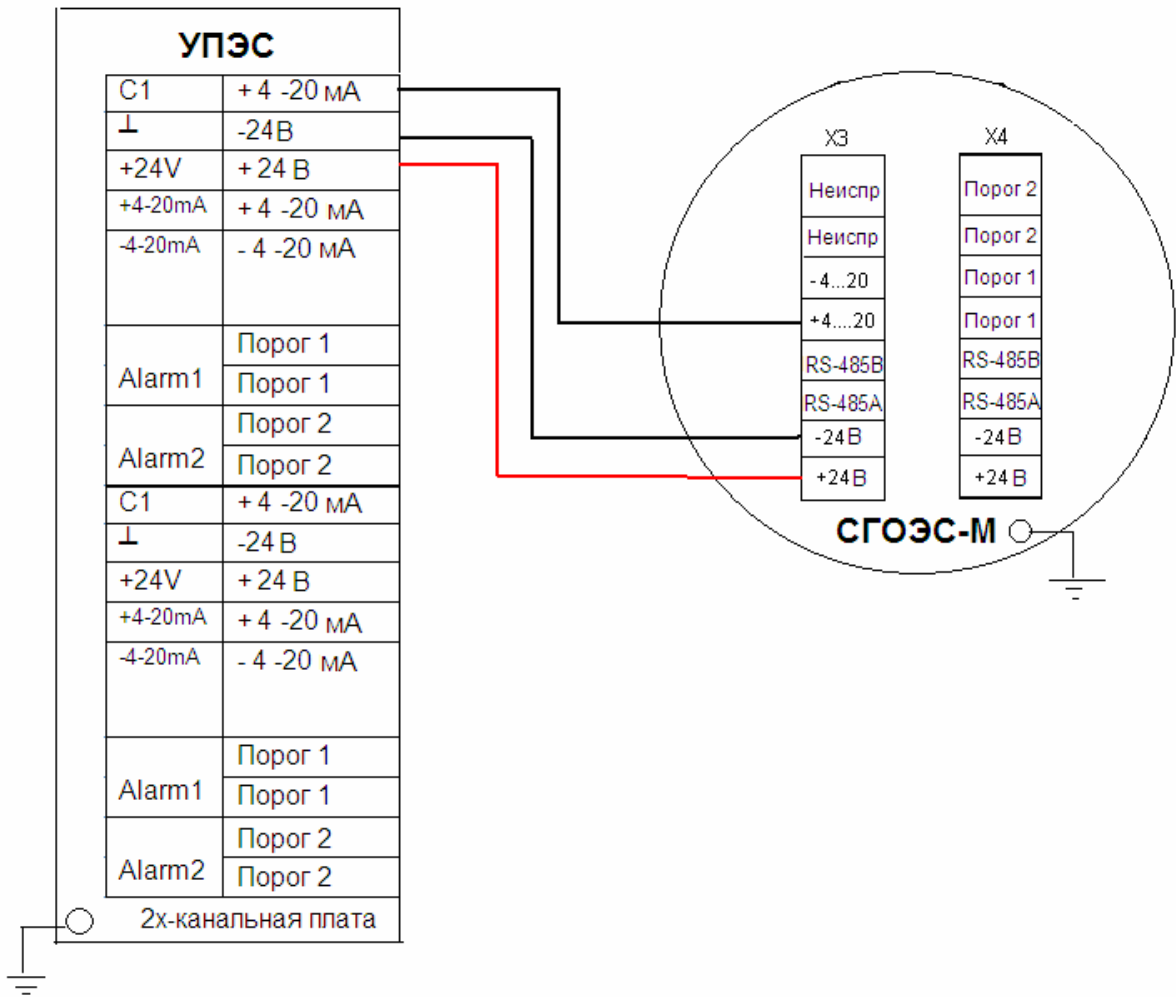 УПЭС
C1 + 4 -20 мА
⊥ -24В
+24V + 24 В
+4-20mA + 4 -20 мА
-4-20mA - 4 -20 мА
Порог 1
Alarm1 Порог 1
Порог 2
Alarm2 Порог 2
C1 + 4 -20 мА
⊥ -24 В
+24V + 24 В
+4-20mA + 4 -20 мА
-4-20mA - 4 -20 мА
Порог 1
Alarm1 Порог 1
Порог 2
Alarm2 Порог 2
2х-канальная плата
X3
Неиспр
Неиспр
- 4...20
+4....20
RS-485B
RS-485A
-24 В
+24 В
X4
Порог 2
Порог 2
Порог 1
Порог 1
RS-485B
RS-485A
-24В
+24 В
СГОЭС-М